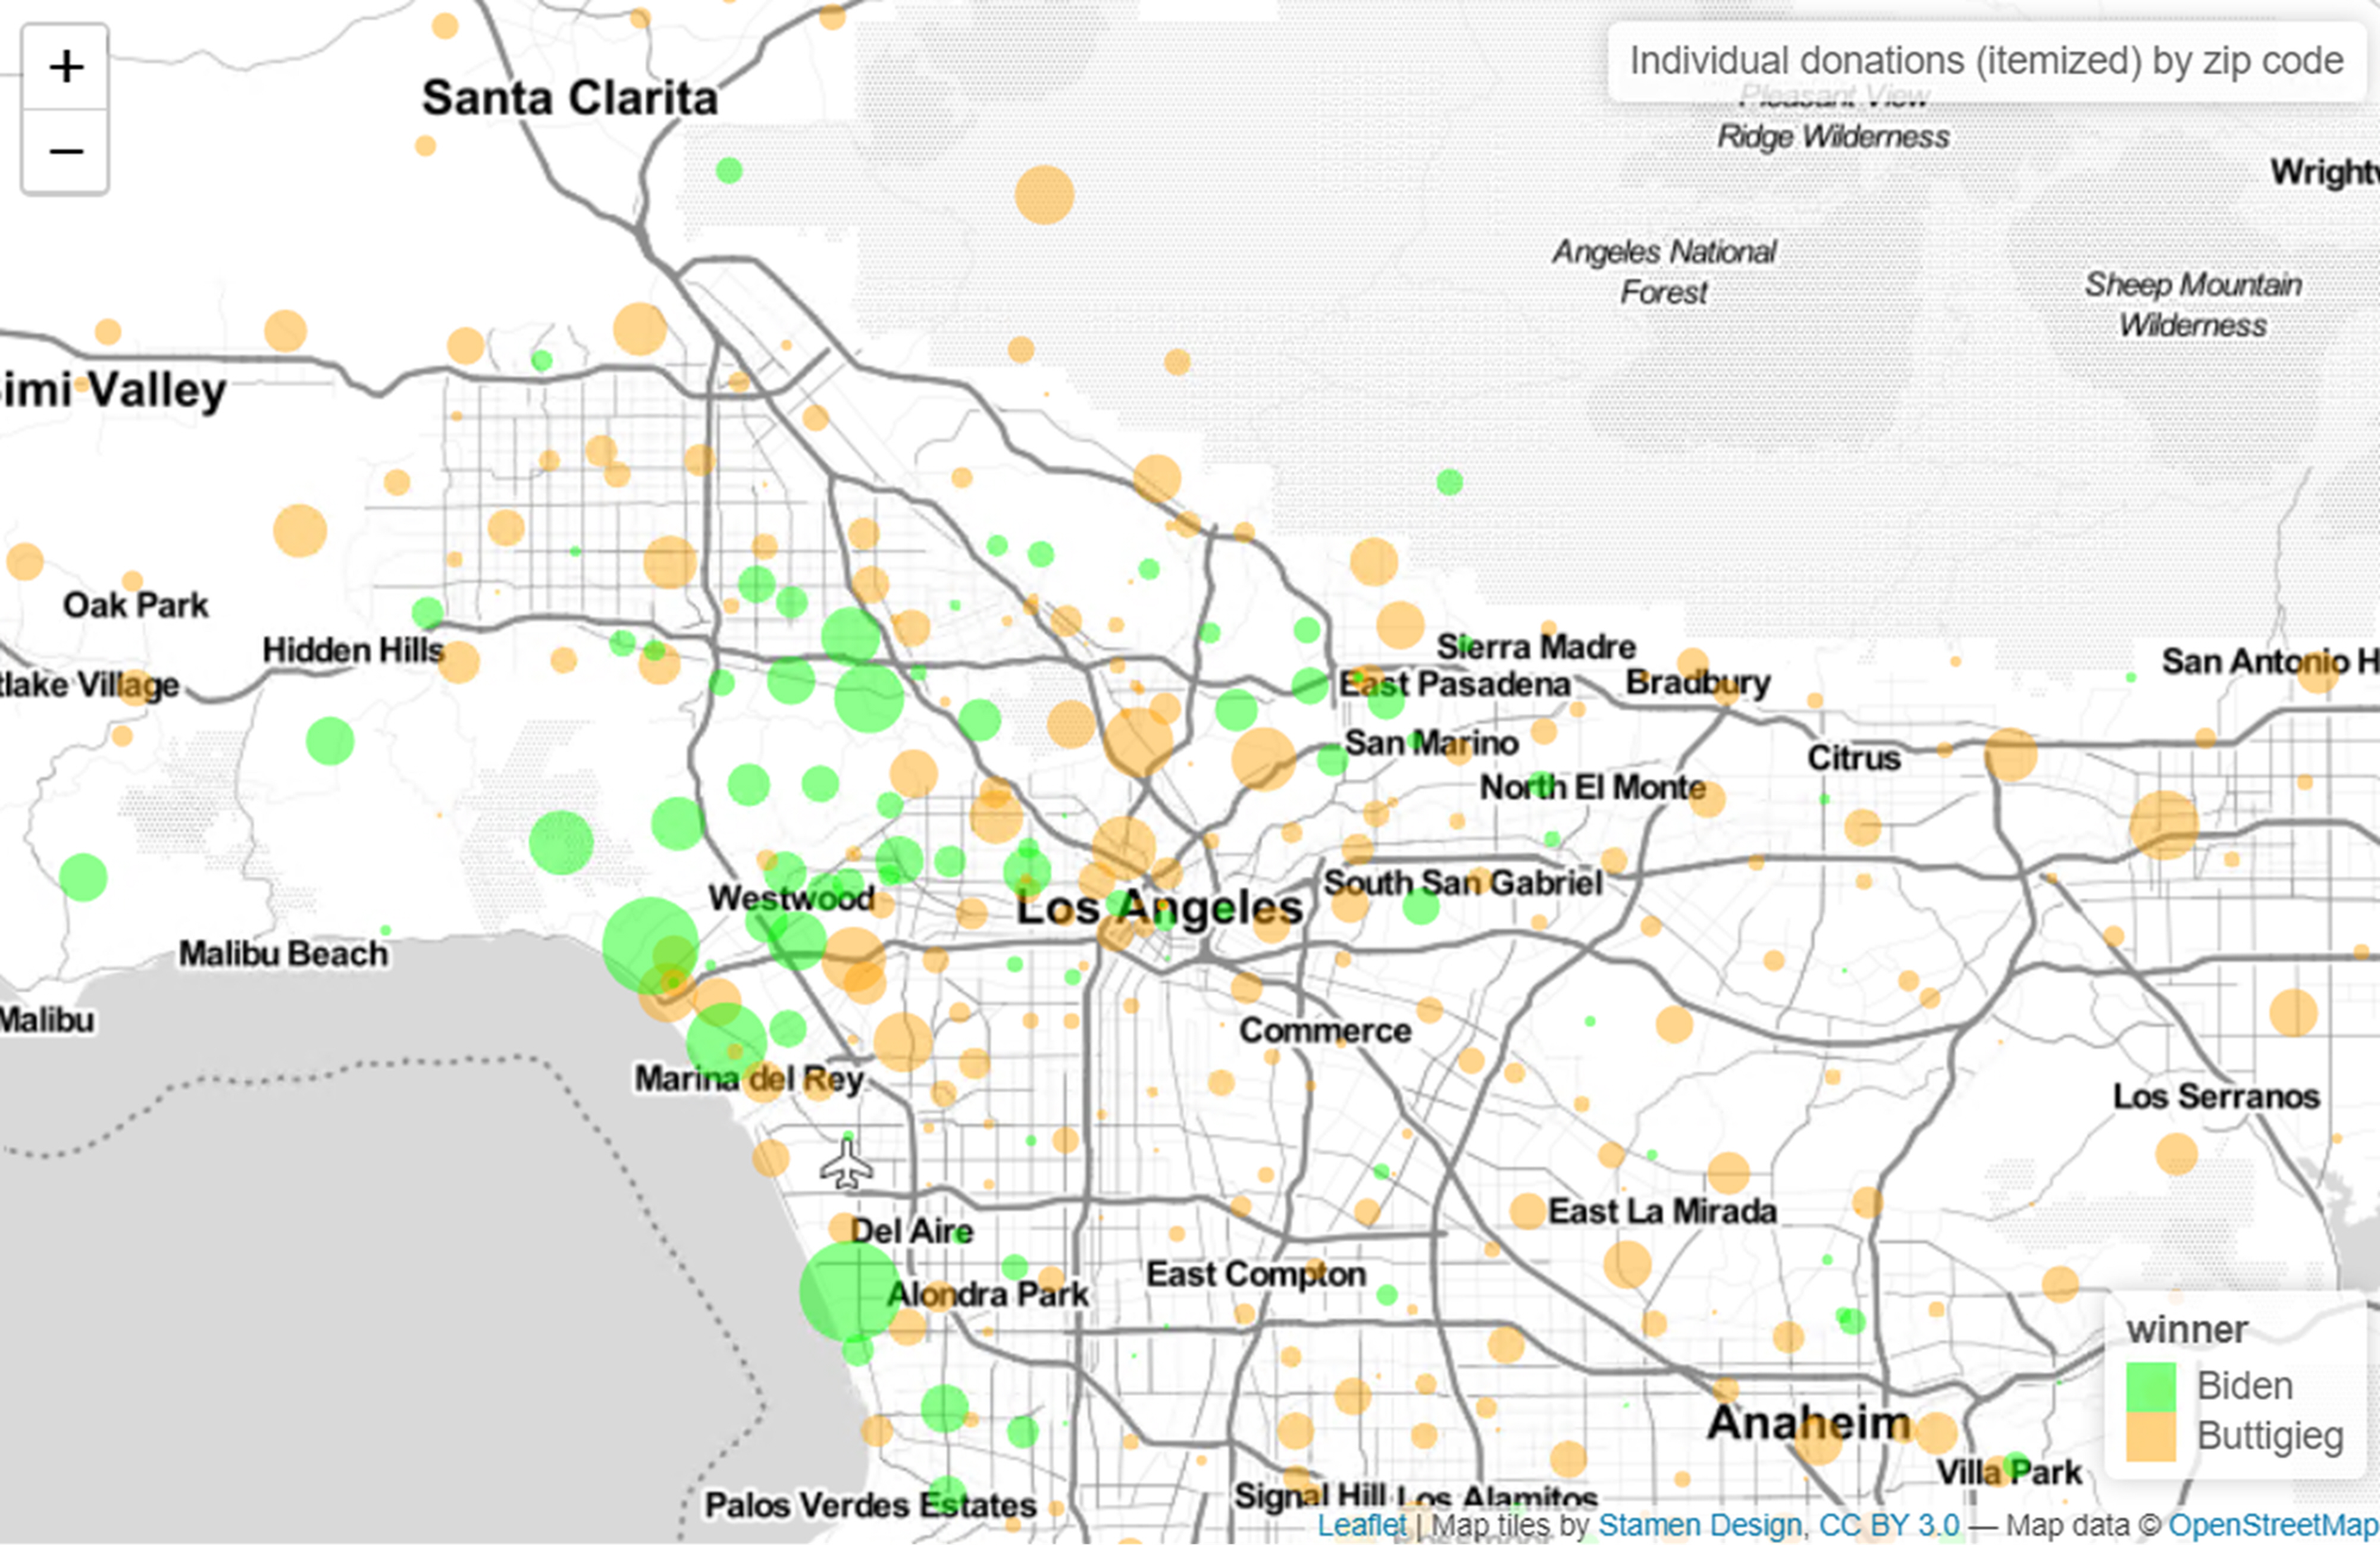 +
−
Individual donations (itemized) by zip code
Santa Clarita
Pleasant View
Ridge Wilderness
Wrightw
Angeles National
Forest
Sheep Mountain
Wilderness
imi Valley
Oak Park
Hidden Hills
tlake Village
Sierra Madre
East Pasadena
Bradbury
San Antonio H
San Marino
Citrus
North El Monte
Westwood
Los Angeles
South San Gabriel
Malibu Beach
Malibu
Commerce
Marina del Rey
Los Serranos
Del Aire
East La Mirada
Alondra Park
East Compton
winner
Biden
Buttigieg
Anaheim
Villa Park
Palos Verdes Estates
Signal Hill
Los Alamitos
Leaflet | Map tiles by Stamen Design, CC BY 3.0 — Map data © OpenStreetMap